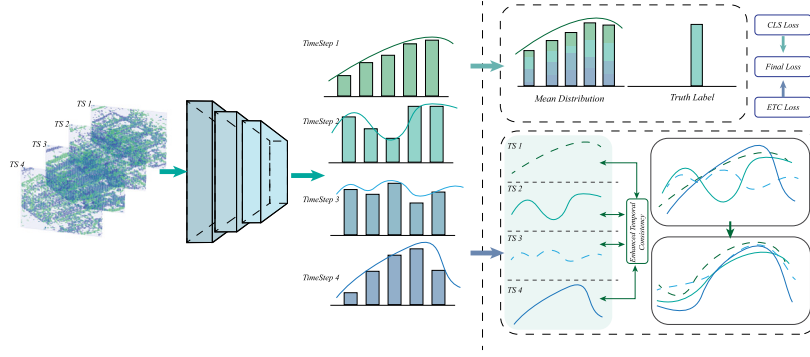 TS 1
TS 2
TS 3
TS 4
TimeStep 1
TimeStep 2
TimeStep 3
TimeStep 4
Mean Distribution
Truth Label
CLS Loss
Final Loss
ETC Loss
TS 1
TS 2
TS 3
TS 4
Enhanced Temporal
Consistency